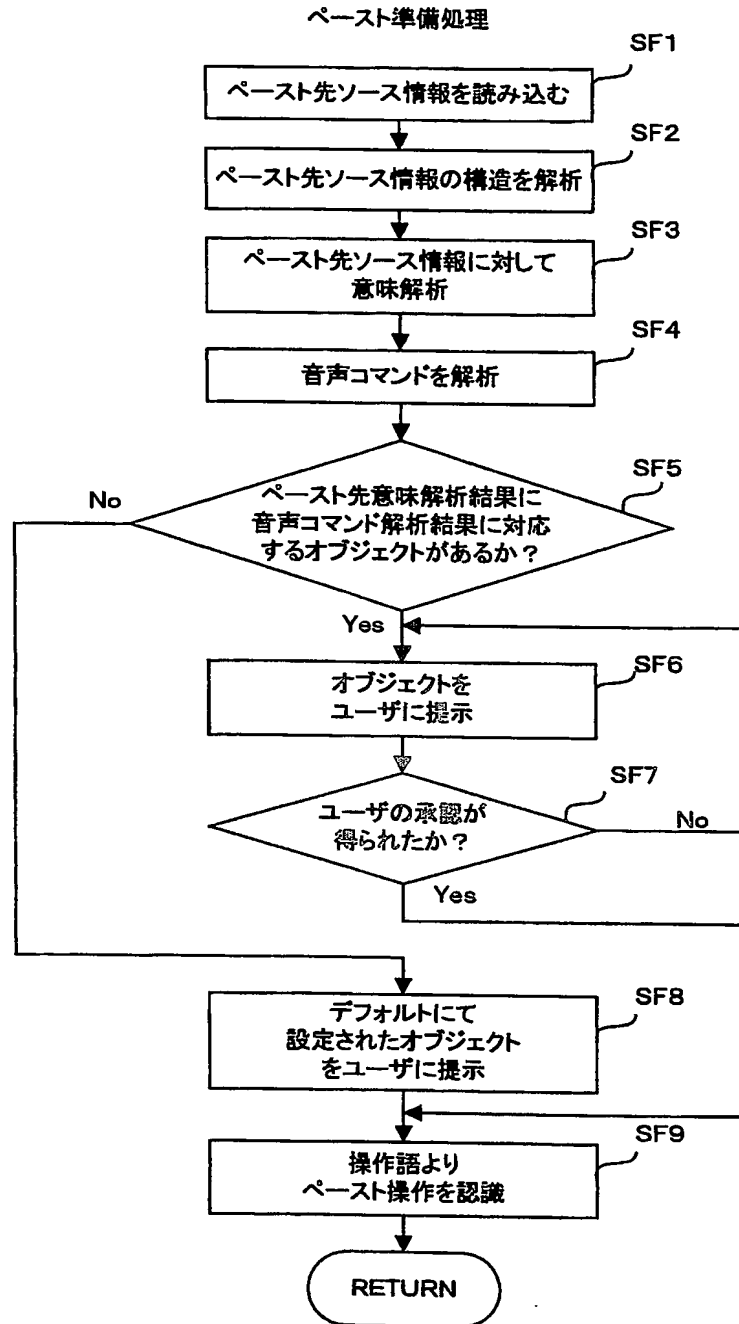 ペースト準備処理
SF1
ペースト先ソース情報を読み込む
SF2
ペースト先ソース情報の構造を解析
SF3
ペースト先ソース情報に対して
意味解析
SF4
音声コマンドを解析
SF5
No
ペースト先意味解析結果に
音声コマンド解析結果に対応
するオブジェクトがあるか？
Yes
SF6
オブジェクトを
ユーザに提示
SF7
ユーザの承認が
得られたか？
No
Yes
SF8
デフォルトにて
設定されたオブジェクト
をユーザに提示
SF9
操作語より
ペースト操作を認識
RETURN